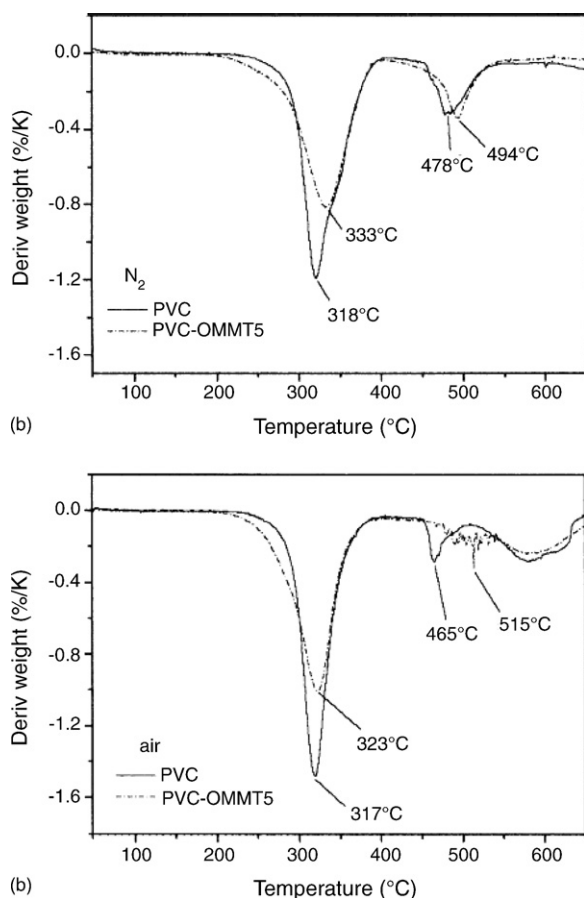 0.0
-0.4
-0.8
-1.2
-1.6
Deriv weight (%/K)
478°C
494°C
333°C
318°C
N2
PVC
PVC-OMMT5
100
200
300
400
500
600
(b)
Temperature (°C)
0.0
-0.4
-0.8
-1.2
-1.6
Deriv weight (%/K)
465°C
515°C
323°C
317°C
air
PVC
PVC-OMMT5
100
200
300
400
500
600
(b)
Temperature (°C)